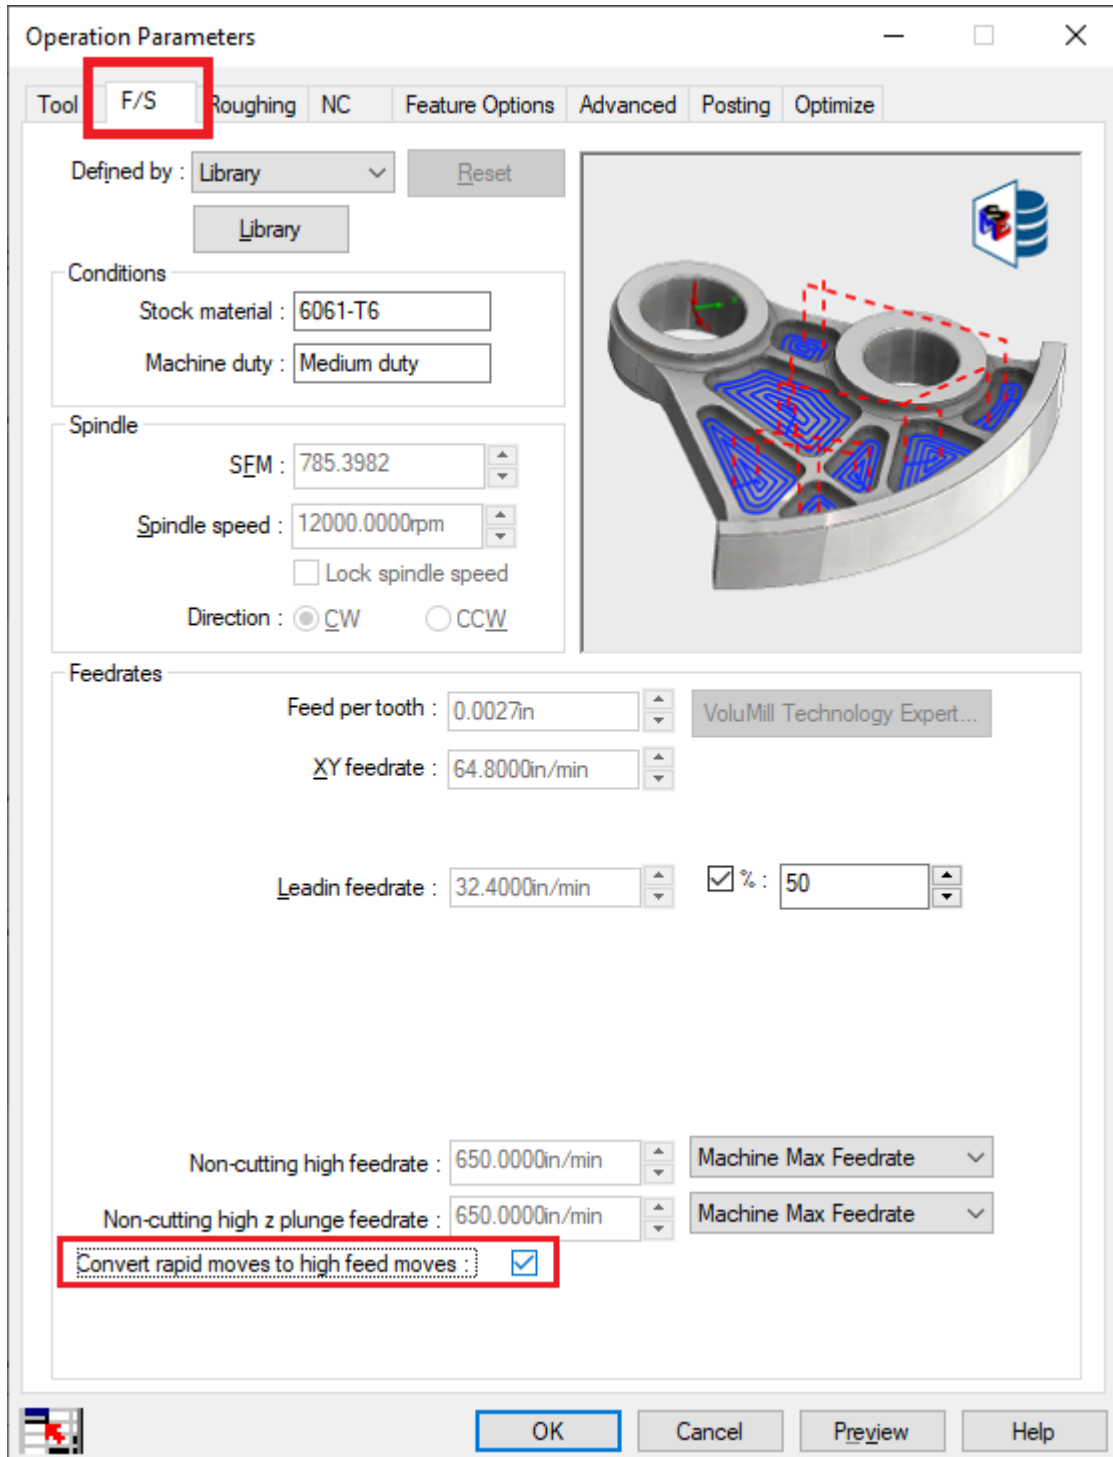 Operation Parameters
Tool F/S Roughing NC Feature Options Advanced Posting Optimize
Defined by : Library Reset
Library
Conditions
Stock material : 6061-T6
Machine duty : Medium duty
Spindle
SFM : 785.3982
Spindle speed : 12000.0000rpm
Lock spindle speed
Direction : CW CCW
Feedrates
Feed per tooth : 0.0027in VoluMill Technology Expert...
XY feedrate : 64.8000in/min
Leadin feedrate : 32.4000in/min % : 50
Non-cutting high feedrate : 650.0000in/min Machine Max Feedrate
Non-cutting high z plunge feedrate : 650.0000in/min Machine Max Feedrate
Convert rapid moves to high feed moves :
OK Cancel Preview Help